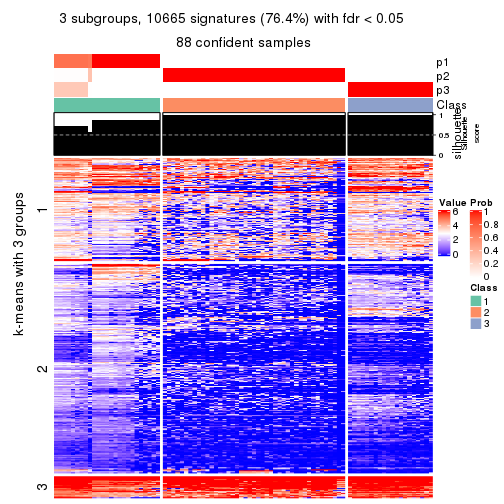 3 subgroups, 10665 signatures (76.4%) with fdr < 0.05
88 confident samples
p1
p2
p3
Class
silhouette
Silhouette
score
1
0.5
0
k-means with 3 groups
1
2
3
Value
6
4
2
0
Prob
1
0.8
0.6
0.4
0.2
0
Class
1
2
3